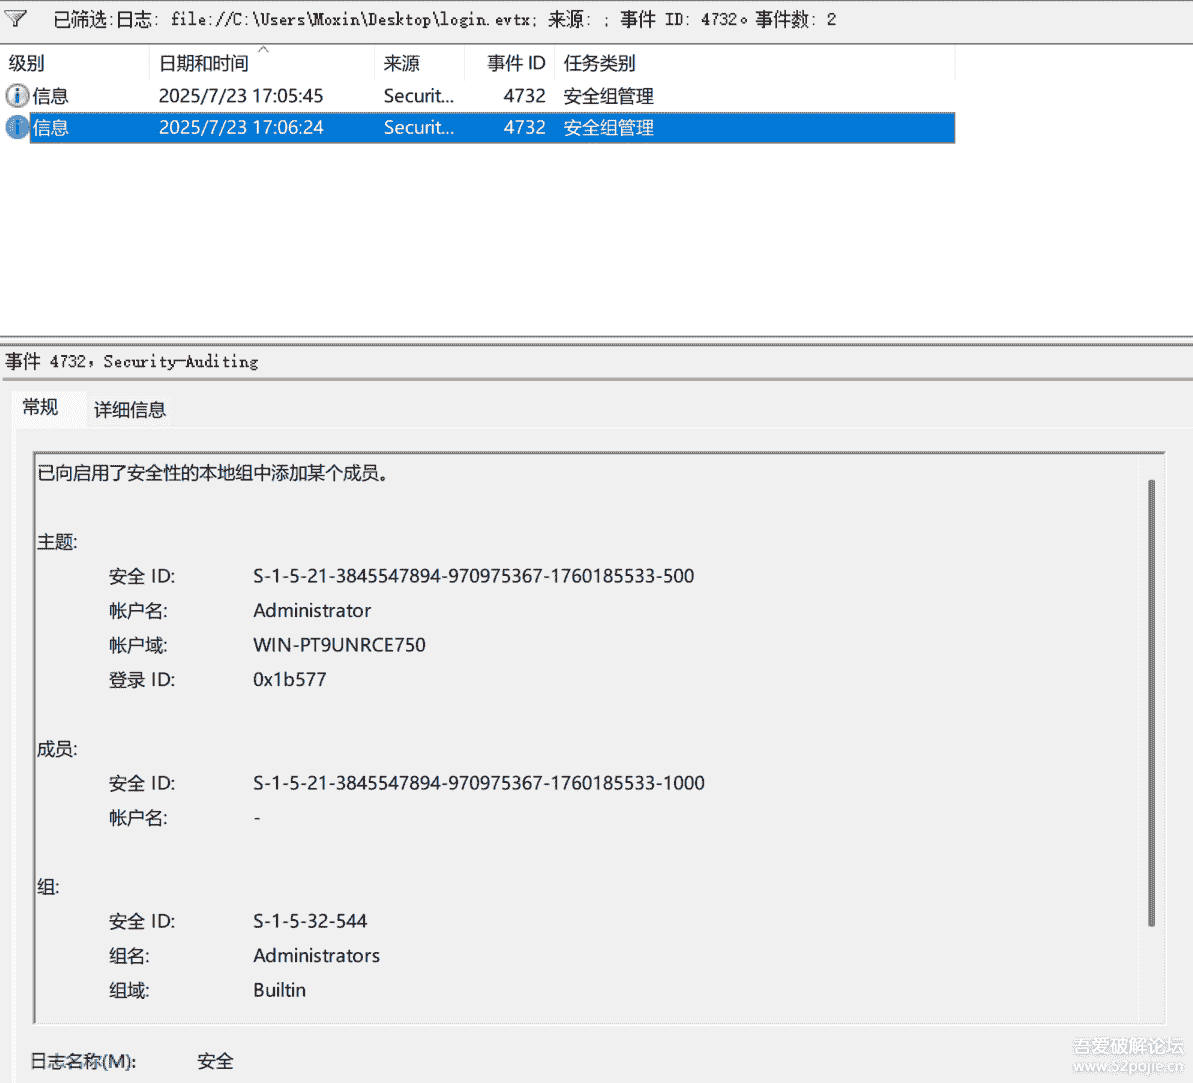 已筛选:日志: file://C:\Users\Moxin\Desktop\login.evtx; 来源: ; 事件 ID: 4732。事件数: 2
级别 日期和时间 来源 事件 ID 任务类别
信息 2025/7/23 17:05:45 Securit... 4732 安全组管理
信息 2025/7/23 17:06:24 Securit... 4732 安全组管理
事件 4732，Security-Auditing
常规 详细信息
已向启用了安全性的本地组中添加某个成员。
主题:
安全 ID: S-1-5-21-3845547894-970975367-1760185533-500
帐户名: Administrator
帐户域: WIN-PT9UNRCE750
登录 ID: 0x1b577
成员:
安全 ID: S-1-5-21-3845547894-970975367-1760185533-1000
帐户名: -
组:
安全 ID: S-1-5-32-544
组名: Administrators
组域: Builtin
日志名称(M): 安全
吾爱破解论坛
www.52pojie.cn